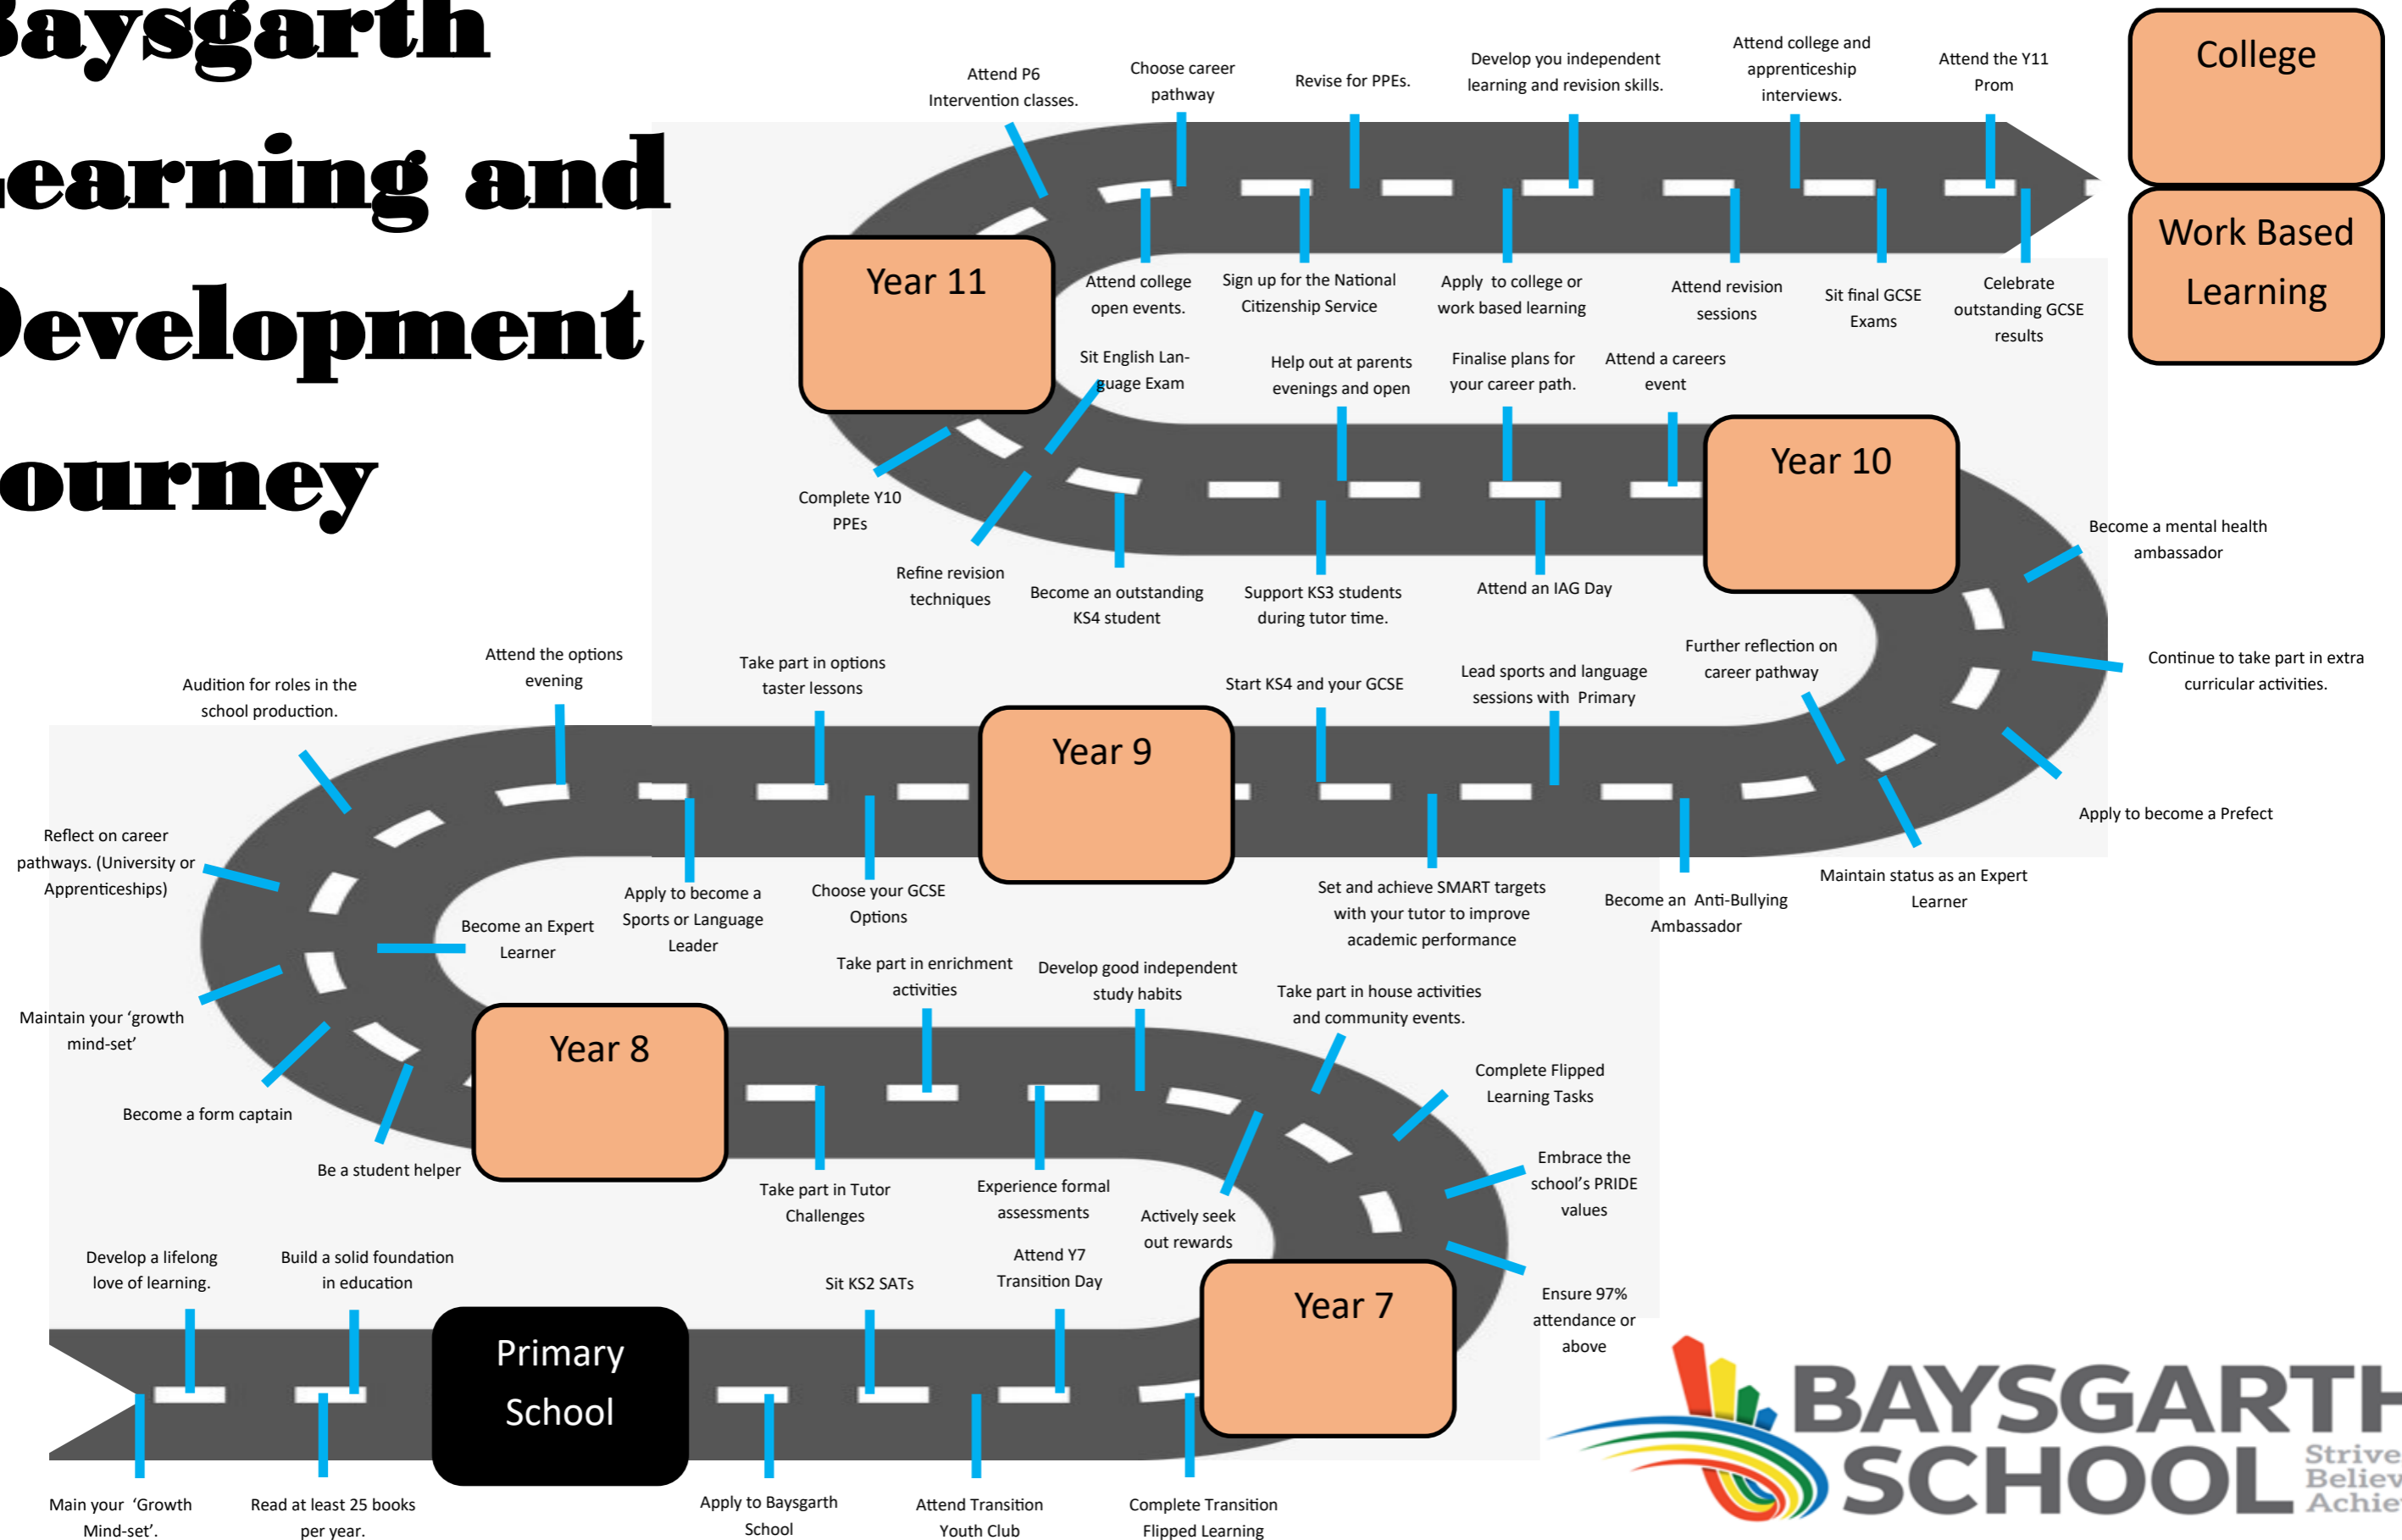 Baysgarth
Learning and
Development
Journey
College
Work Based
Learning
Attend P6
Intervention classes.
Choose career
pathway
Revise for PPEs.
Develop you independent
learning and revision skills.
Attend college and
apprenticeship
interviews.
Attend the Y11
Prom
Year 11
Attend college
open events.
Sign up for the National
Citizenship Service
Apply to college or
work based learning
Attend revision
sessions
Sit final GCSE
Exams
Celebrate
outstanding GCSE
results
Sit English Lan-
guage Exam
Help out at parents
evenings and open
Finalise plans for
your career path.
Attend a careers
event
Year 10
Complete Y10
PPEs
Refine revision
techniques
Become an outstanding
KS4 student
Support KS3 students
during tutor time.
Attend an IAG Day
Become a mental health
ambassador
Continue to take part in extra
curricular activities.
Apply to become a Prefect
Further reflection on
career pathway
Maintain status as an Expert
Learner
Audition for roles in the
school production.
Attend the options
evening
Take part in options
taster lessons
Year 9
Start KS4 and your GCSE
Lead sports and language
sessions with Primary
Reflect on career
pathways. (University or
Apprenticeships)
Become an Expert
Learner
Apply to become a
Sports or Language
Leader
Choose your GCSE
Options
Set and achieve SMART targets
with your tutor to improve
academic performance
Become an Anti-Bullying
Ambassador
Maintain your ‘growth
mind-set’
Become a form captain
Be a student helper
Year 8
Take part in enrichment
activities
Develop good independent
study habits
Take part in house activities
and community events.
Complete Flipped
Learning Tasks
Embrace the
school’s PRIDE
values
Ensure 97%
attendance or
above
Take part in Tutor
Challenges
Experience formal
assessments
Actively seek
out rewards
Year 7
Develop a lifelong
love of learning.
Build a solid foundation
in education
Primary
School
Sit KS2 SATs
Attend Y7
Transition Day
Main your ‘Growth
Mind-set’.
Read at least 25 books
per year.
Apply to Baysgarth
School
Attend Transition
Youth Club
Complete Transition
Flipped Learning
BAYSGARTH
SCHOOL
Strive
Believe
Achieve